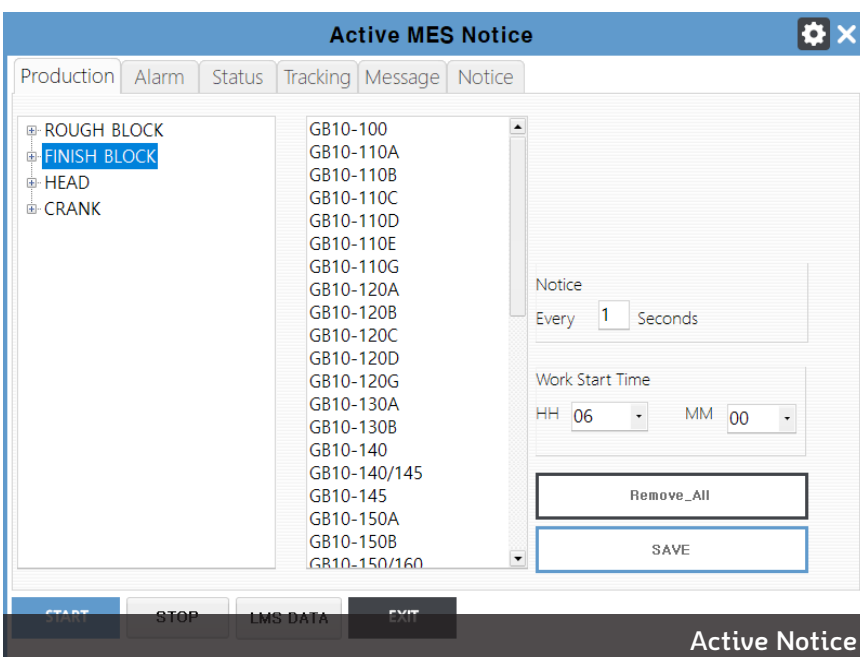 Active MES Notice
Production Alarm Status Tracking Message Notice
ROUGH BLOCK
FINISH BLOCK
HEAD
CRANK
GB10-100
GB10-110A
GB10-110B
GB10-110C
GB10-110D
GB10-110E
GB10-110G
GB10-120A
GB10-120B
GB10-120C
GB10-120D
GB10-120G
GB10-130A
GB10-130B
GB10-140
GB10-140/145
GB10-145
GB10-150A
GB10-150B
GB10-150/160
Notice
Every 1 Seconds
Work Start Time
HH 06 MM 00
Remove_All
SAVE
START STOP LMS DATA EXIT
Active Notice